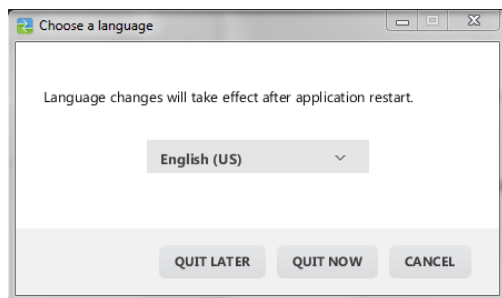 Choose a language
Language changes will take effect after application restart.
English (US)
QUIT LATER QUIT NOW CANCEL